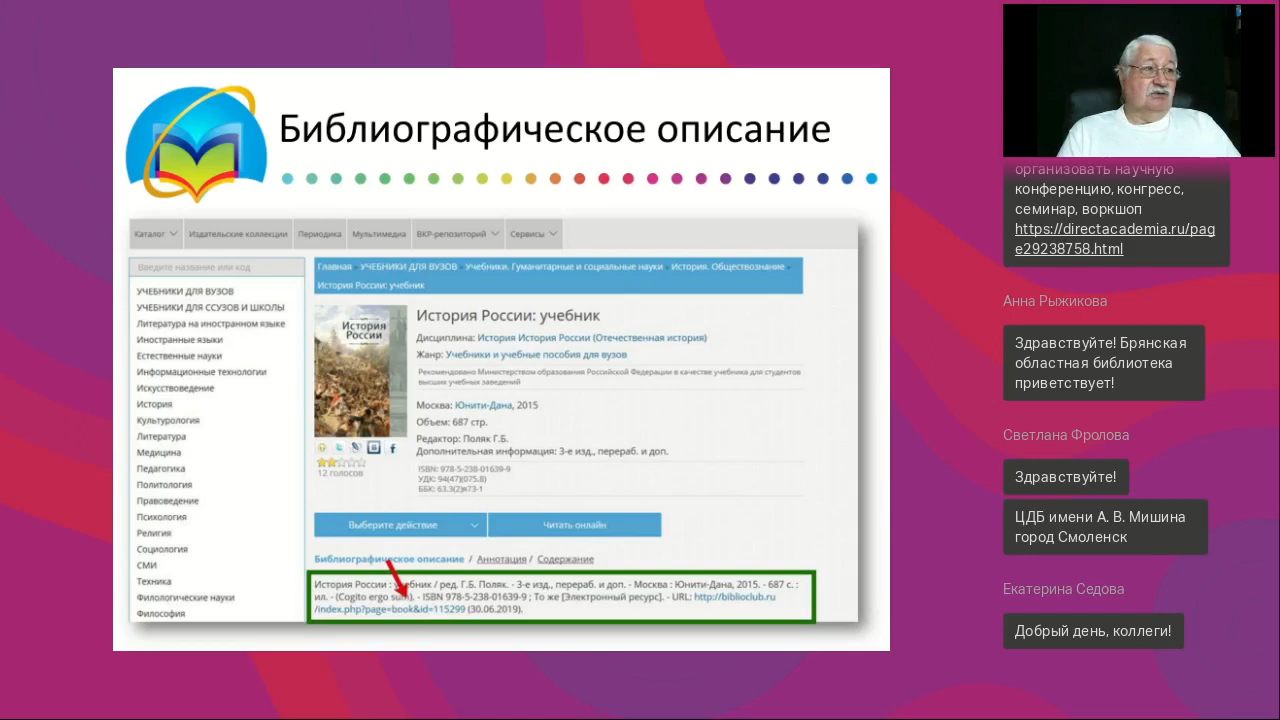 Библиографическое описание
Каталог
Издательские коллекции
Периодика
Мультимедиа
ВКР-репозиторий
Сервисы
Введите название или код
УЧЕБНИКИ ДЛЯ ВУЗОВ
УЧЕБНИКИ ДЛЯ ССУЗОВ И ШКОЛЫ
Литература на иностранном языке
Иностранные языки
Естественные науки
Информационные технологии
Искусствоведение
История
Культурология
Литература
Медицина
Педагогика
Политология
Правоведение
Психология
Религия
Социология
СМИ
Техника
Филологические науки
Философия
Главная » УЧЕБНИКИ ДЛЯ ВУЗОВ » Учебники. Гуманитарные и социальные науки » История. Обществознание »
История России: учебник
История
России
12 голосов
История России: учебник
Дисциплина: История История России (Отечественная история)
Жанр: Учебники и учебные пособия для вузов
Рекомендовано Министерством образования Российской Федерации в качестве учебника для студентов
высших учебных заведений
Москва: Юнити-Дана, 2015
Объем: 687 стр.
Редактор: Поляк Г.Б.
Дополнительная информация: 3-е изд., перераб. и доп.
ISBN: 978-5-238-01639-9
УДК: 94(47)(075.8)
ББК: 63.3(2)я73-1
Выберите действие
Читать онлайн
Библиографическое описание / Аннотация / Содержание
История России : учебник / ред. Г.Б. Поляк. - 3-е изд., перераб. и доп. - Москва : Юнити-Дана, 2015. - 687 с. :
ил. - (Cogito ergo sum). - ISBN 978-5-238-01639-9 ; То же [Электронный ресурс]. - URL: http://biblioclub.ru
/index.php?page=book&id=115299 (30.06.2019).
организовать научную
конференцию, конгресс,
семинар, воркшоп
https://directacademia.ru/pag
e29238758.html
Анна Рыжикова
Здравствуйте! Брянская
областная библиотека
приветствует!
Светлана Фролова
Здравствуйте!
ЦДБ имени А. В. Мишина
город Смоленск
Екатерина Седова
Добрый день, коллеги!